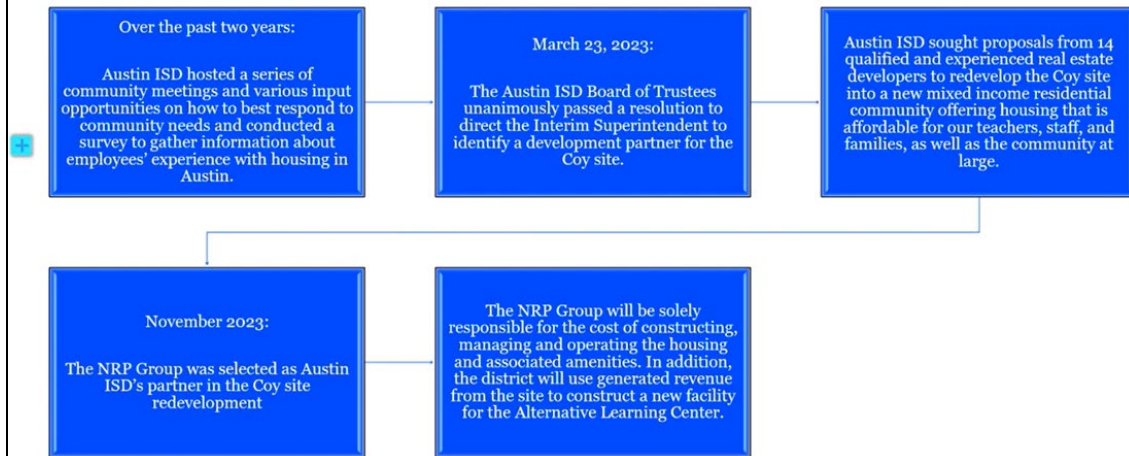 Over the past two years:
Austin ISD hosted a series of
community meetings and various input
opportunities on how to best respond to
community needs and conducted a
survey to gather information about
employees' experience with housing in
Austin.
March 23, 2023:
The Austin ISD Board of Trustees
unanimously passed a resolution to
direct the Interim Superintendent to
identify a development partner for the
Coy site.
Austin ISD sought proposals from 14
qualified and experienced real estate
developers to redevelop the Coy site
into a new mixed income residential
community offering housing that is
affordable for our teachers, staff, and
families, as well as the community at
large.
November 2023:
The NRP Group was selected as Austin
ISD's partner in the Coy site
redevelopment
The NRP Group will be solely
responsible for the cost of constructing,
managing and operating the housing
and associated amenities. In addition,
the district will use generated revenue
from the site to construct a new facility
for the Alternative Learning Center.